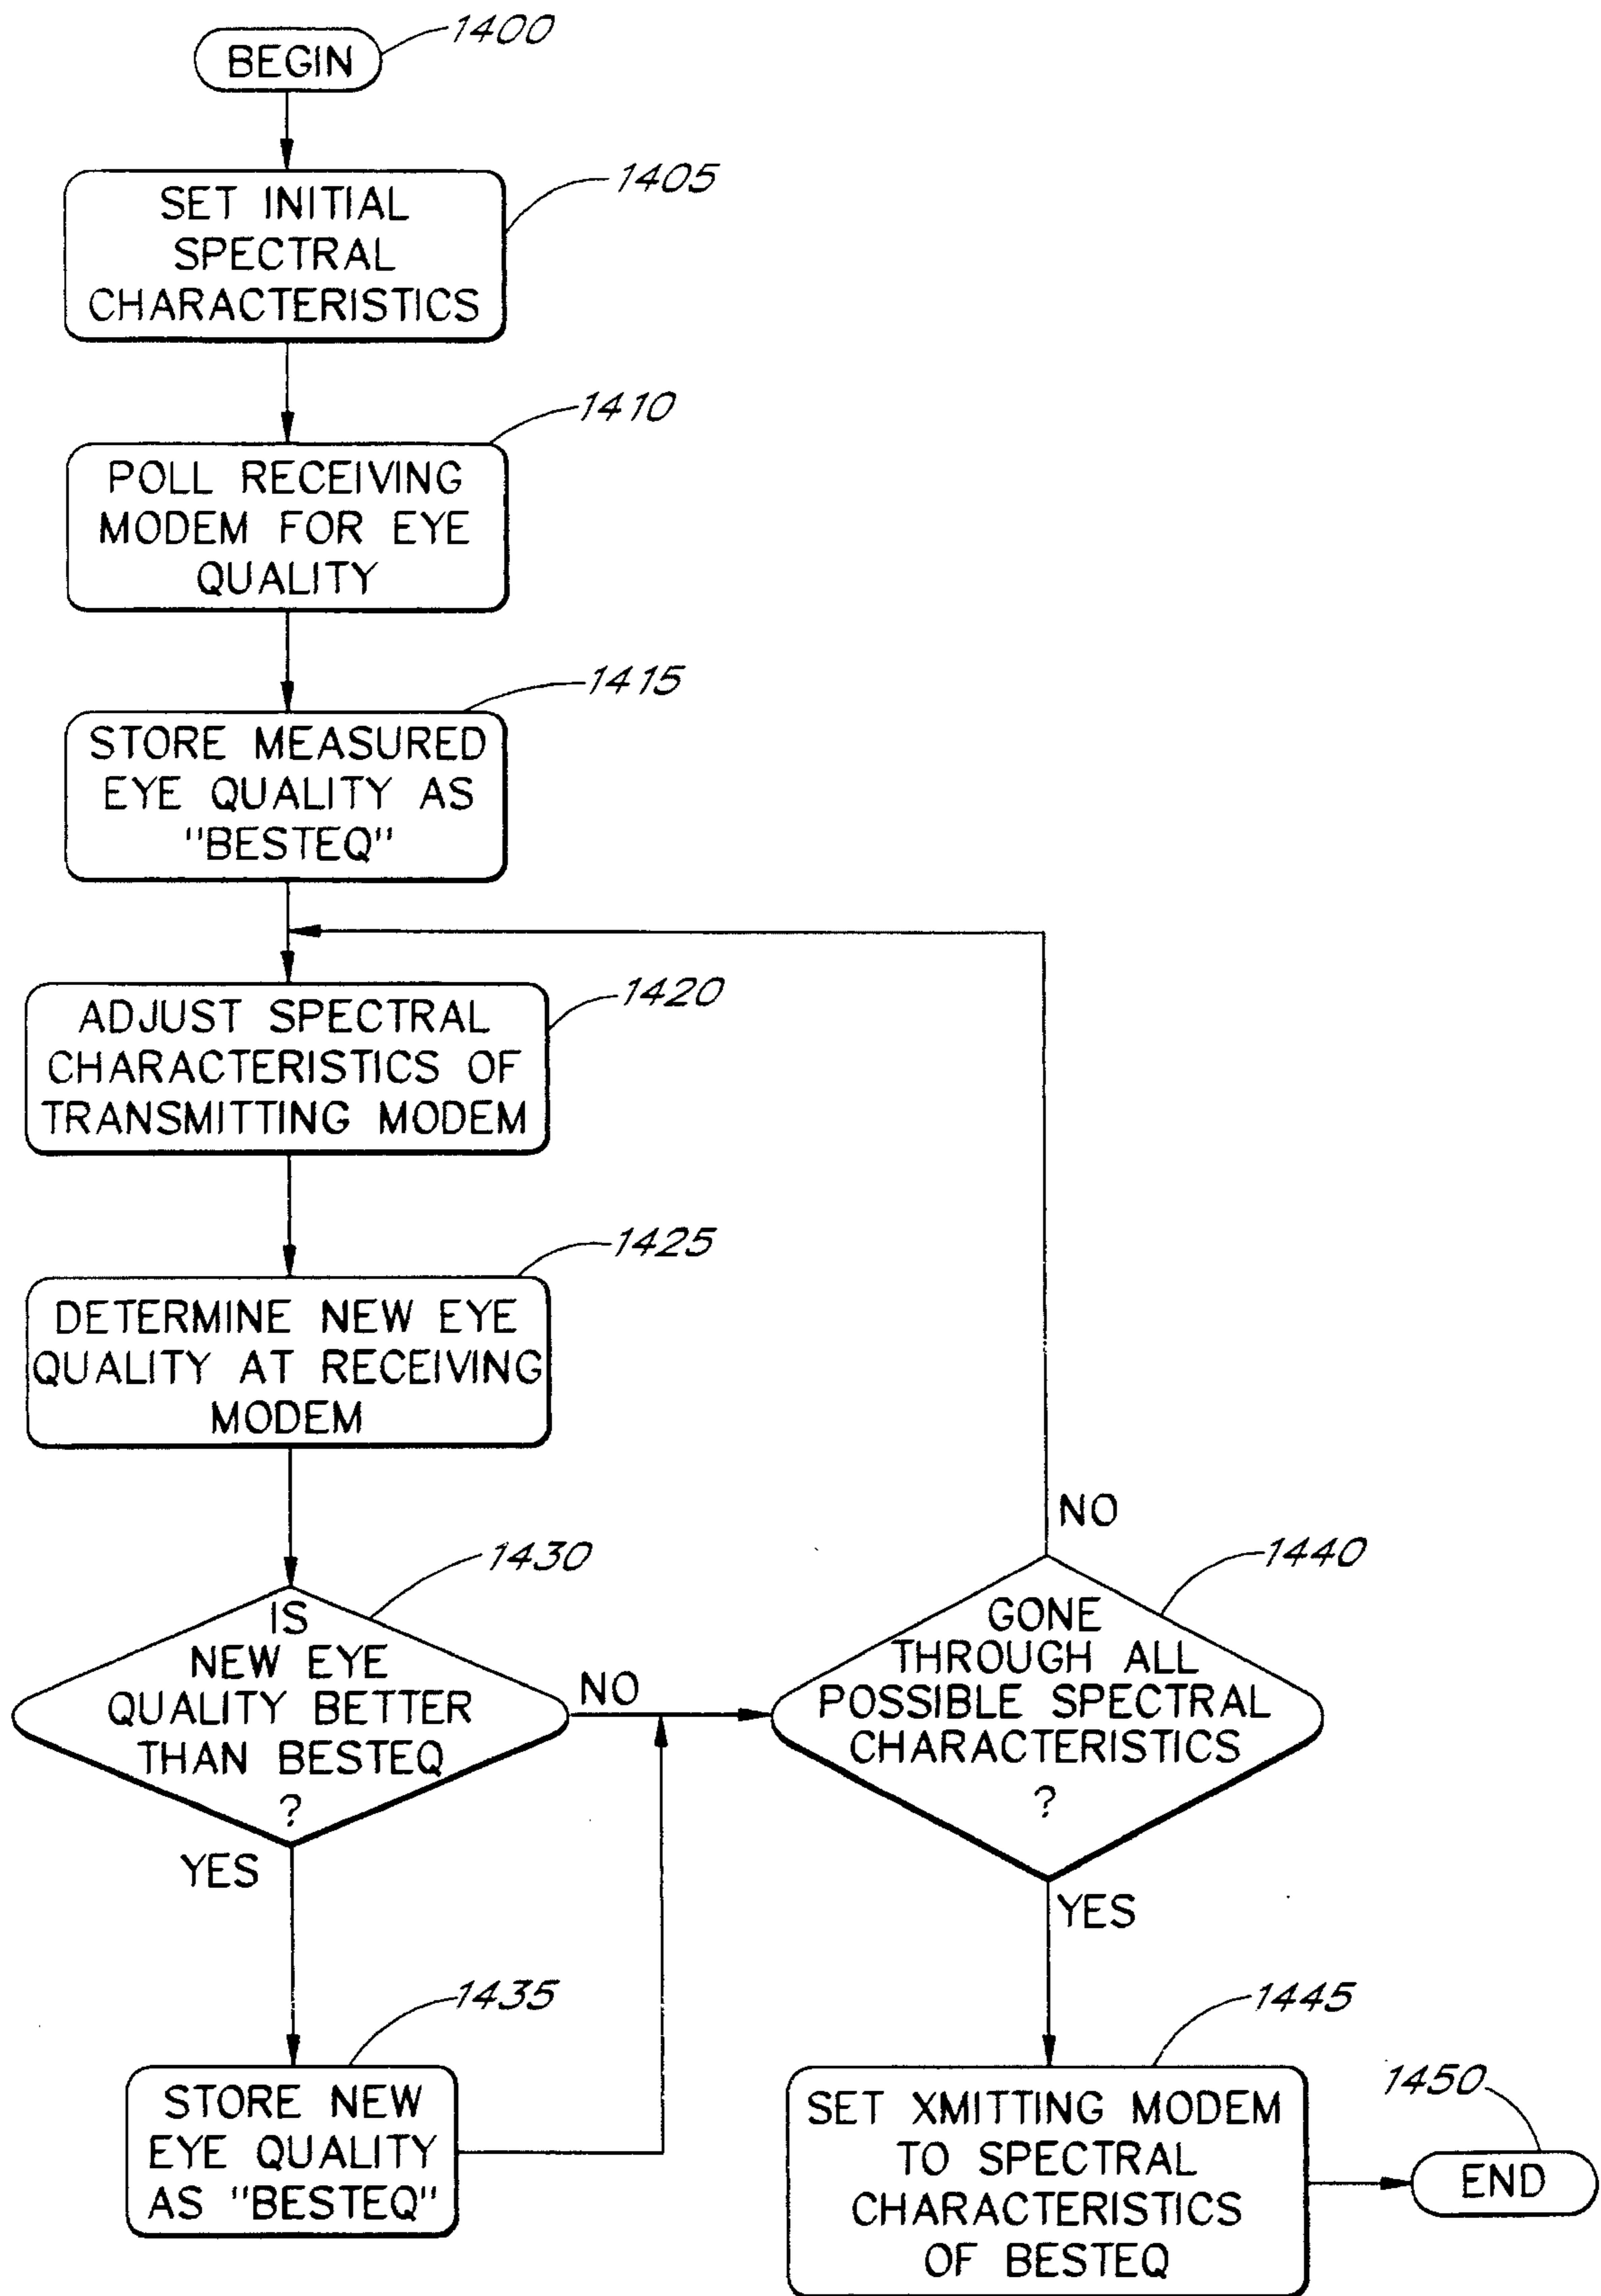 1400
BEGIN
1405
SET INITIAL
SPECTRAL
CHARACTERISTICS
1410
POLL RECEIVING
MODEM FOR EYE
QUALITY
1415
STORE MEASURED
EYE QUALITY AS
"BESTEQ"
1420
ADJUST SPECTRAL
CHARACTERISTICS OF
TRANSMITTING MODEM
1425
DETERMINE NEW EYE
QUALITY AT RECEIVING
MODEM
1430
IS
NEW EYE
QUALITY BETTER
THAN BESTEQ
?
NO
YES
1435
STORE NEW
EYE QUALITY
AS "BESTEQ"
NO
1440
GONE
THROUGH ALL
POSSIBLE SPECTRAL
CHARACTERISTICS
?
YES
1445
SET XMITTING MODEM
TO SPECTRAL
CHARACTERISTICS
OF BESTEQ
1450
END